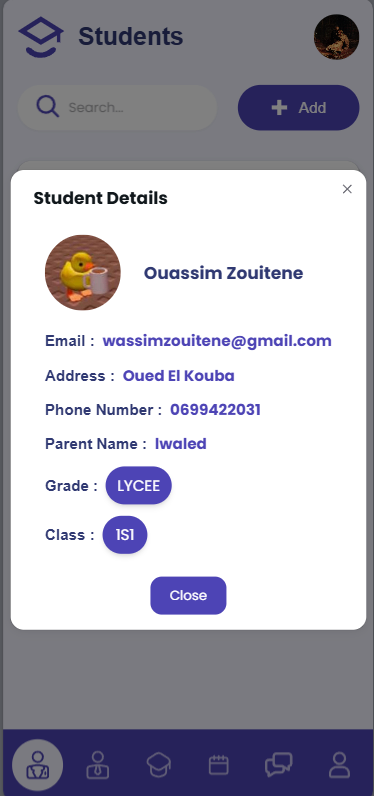 Students
Search...
Add
Student Details
Ouassim Zouitene
Email : wassimzouitene@gmail.com
Address : Oued El Kouba
Phone Number : 0699422031
Parent Name : lwaled
Grade : LYCEE
Class : 1S1
Close